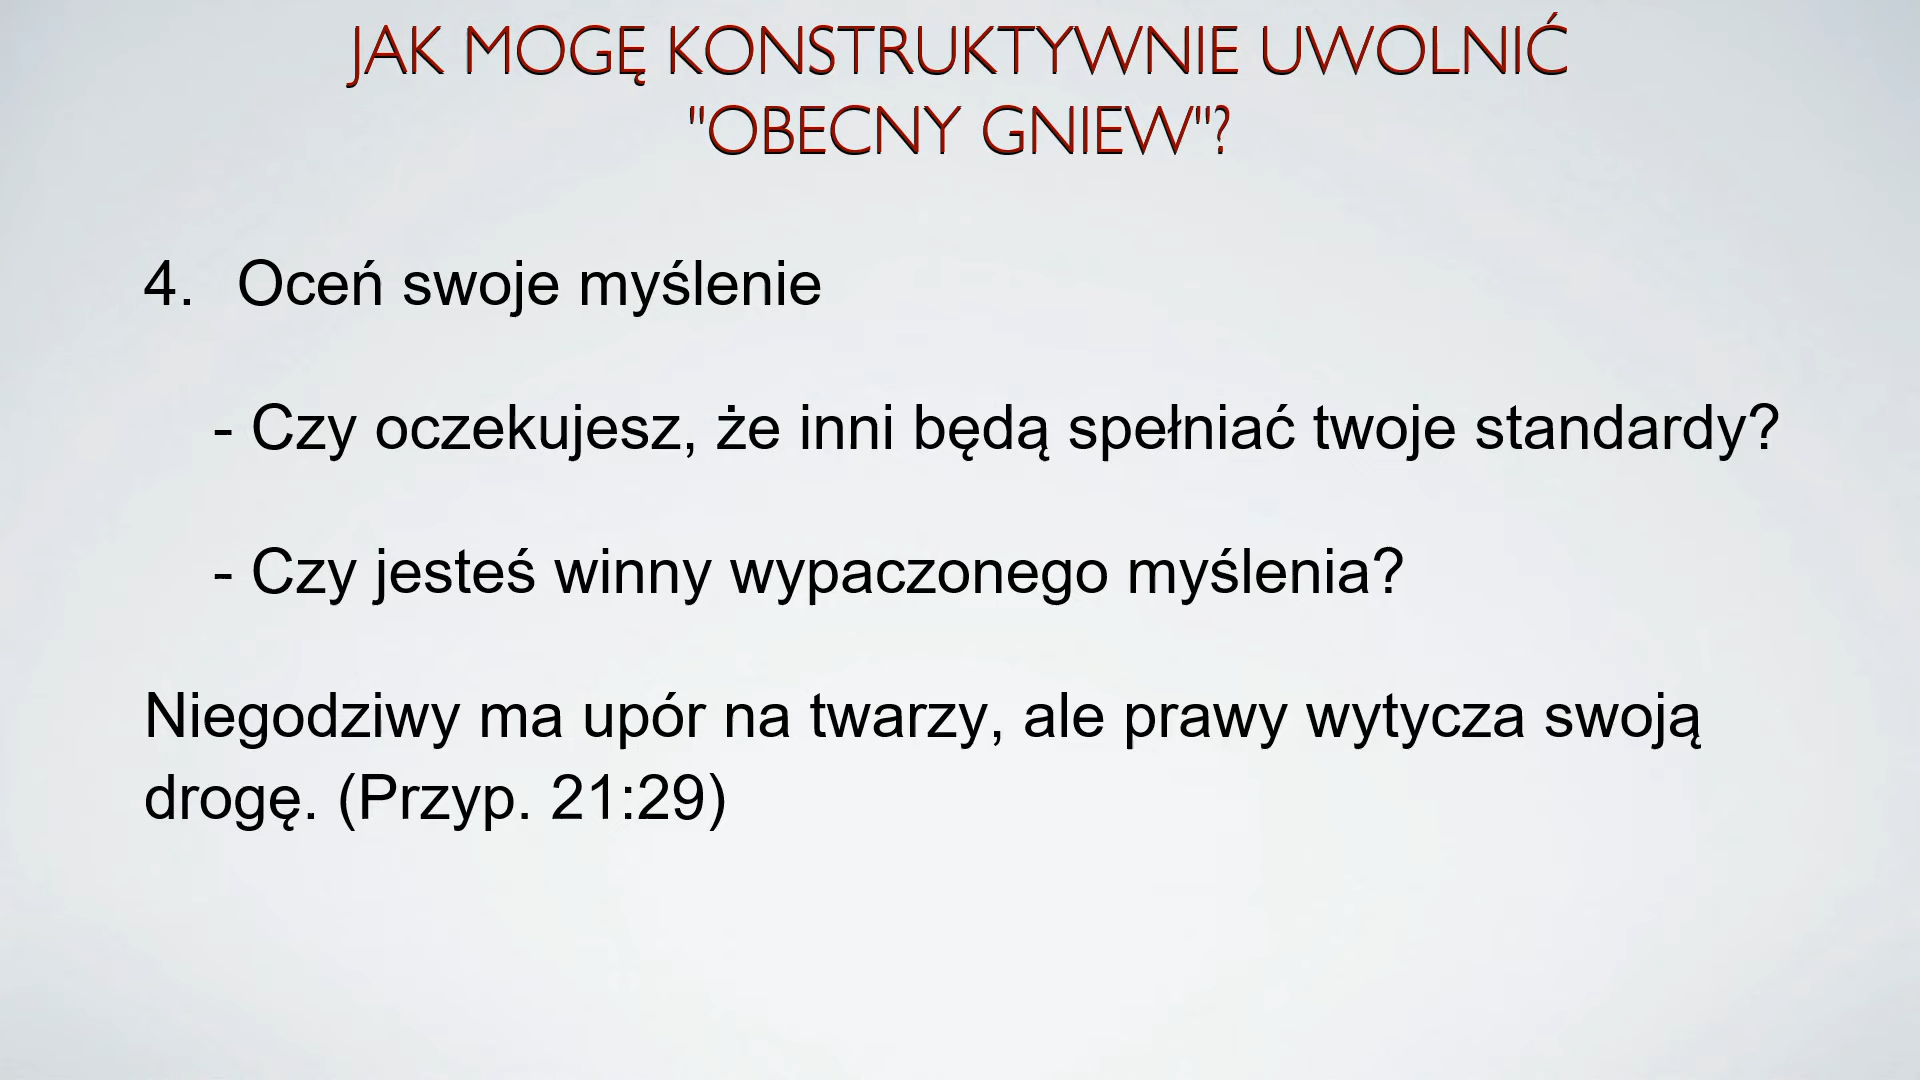 JAK MOGĘ KONSTRUKTYWNIE UWOLNIĆ
"OBECNY GNIEW"?
4. Oceń swoje myślenie
- Czy oczekujesz, że inni będą spełniać twoje standardy?
- Czy jesteś winny wypaczonego myślenia?
Niegodziwy ma upór na twarzy, ale prawy wytycza swoją
drogę. (Przyp. 21:29)